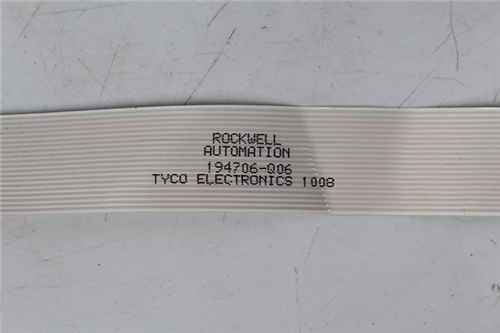 ROCKWELL
AUTOMATION
194706-Q06
TYCO ELECTRONICS 1008